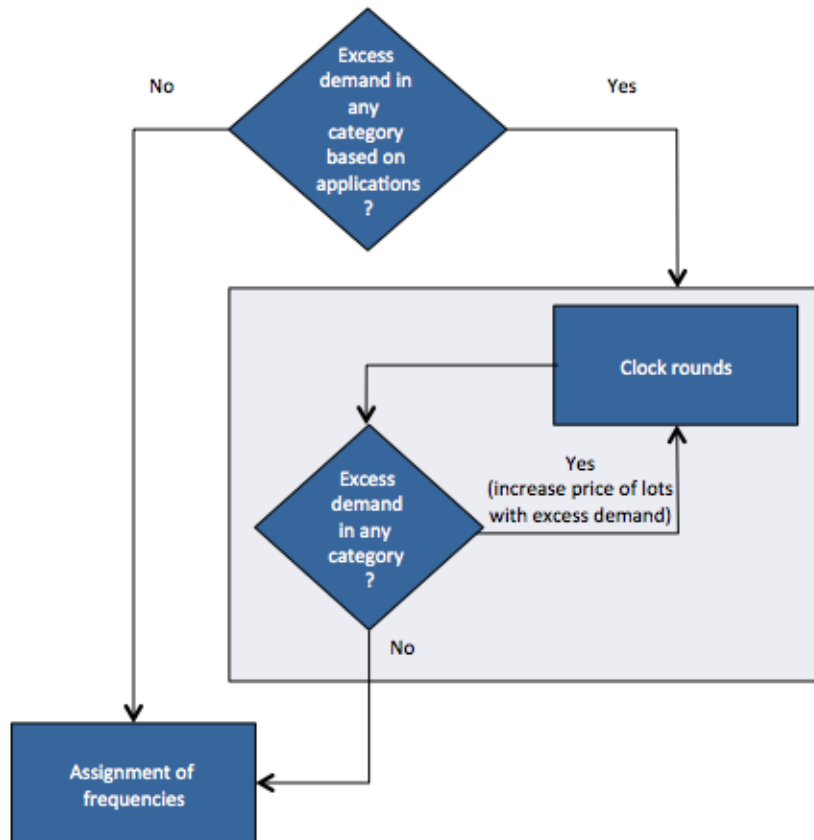 Excess
demand in
any
category
based on
applications
?
No
Yes
Clock rounds
Excess
demand
in any
category
?
Yes
(increase price of lots
with excess demand)
No
Assignment of
frequencies